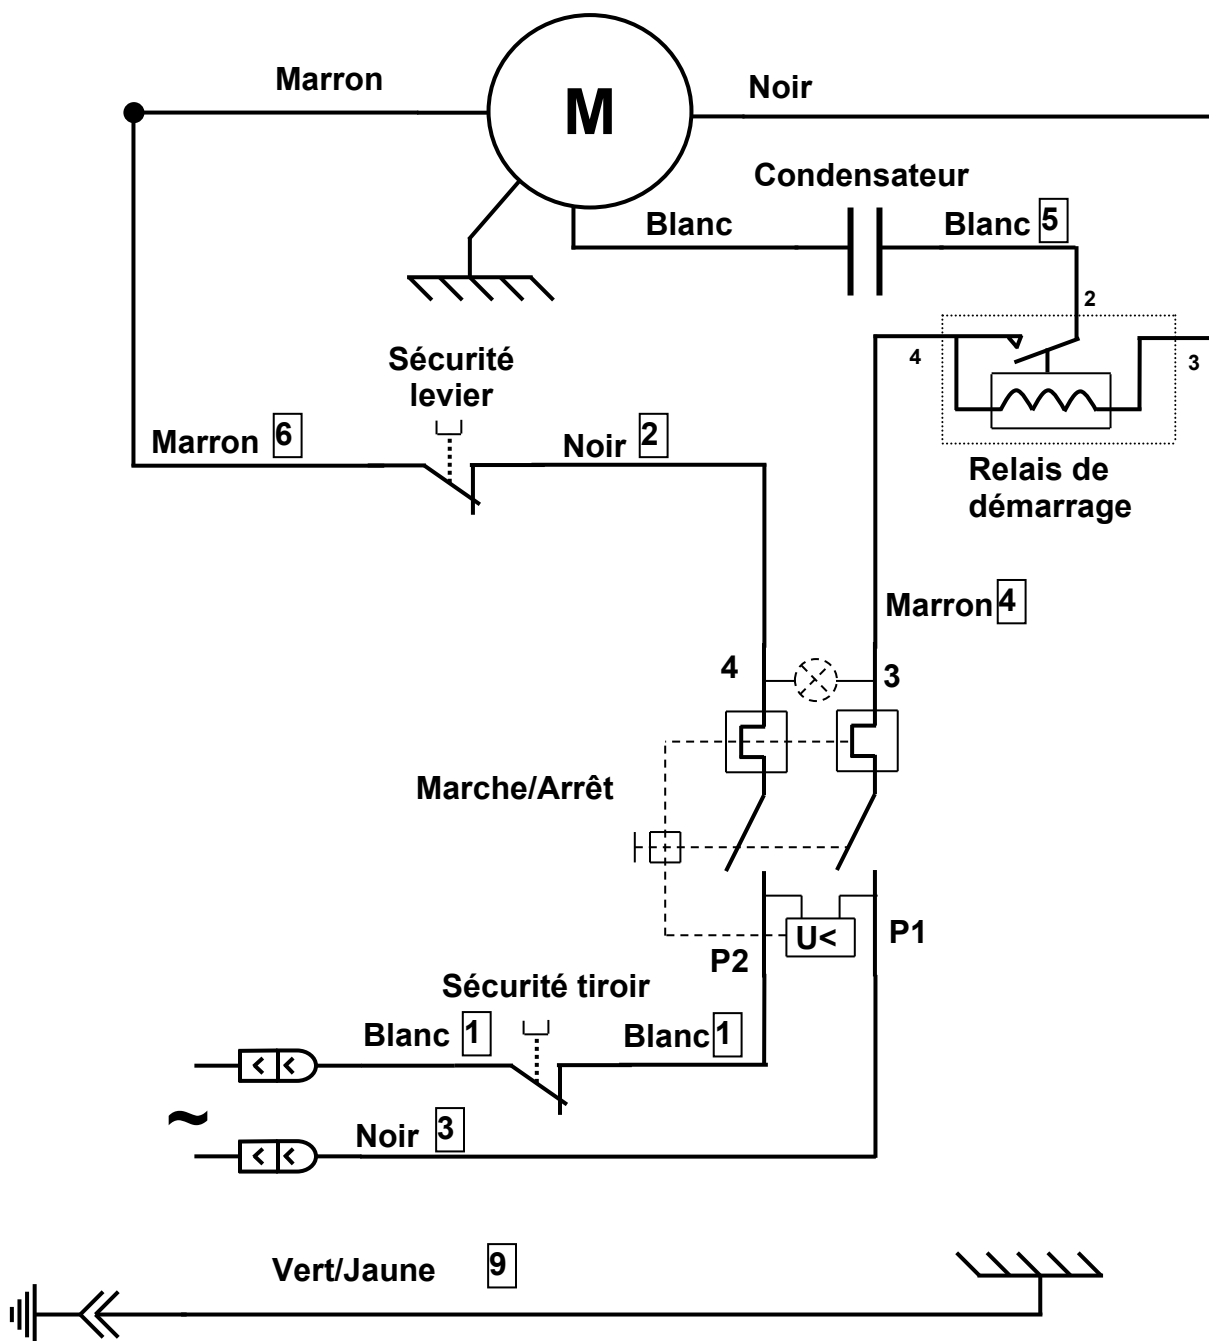 Marron
M
Noir
Condensateur
Blanc
Blanc 5
2
4
3
Sécurité
levier
Marron 6
Noir 2
Relais de
démarrage
Marron 4
4
3
Marche/Arrêt
U<
P1
P2
Sécurité tiroir
Blanc 1
Blanc 1
~
Noir 3
Vert/Jaune 9